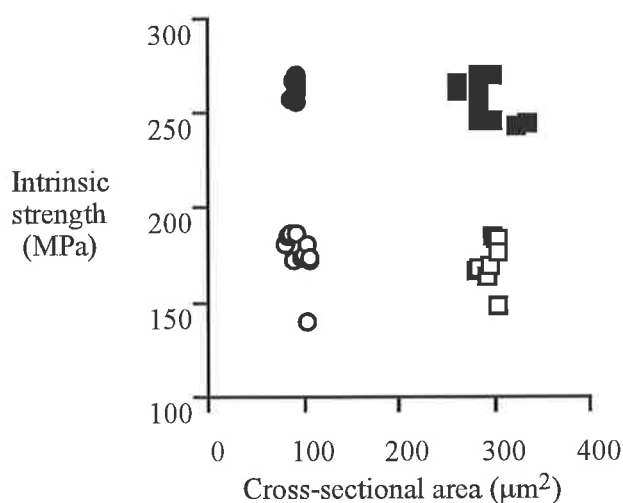 300
250
Intrinsic
strength
(MPa)
200
150
100
0 100 200 300 400
Cross-sectional area (μm²)